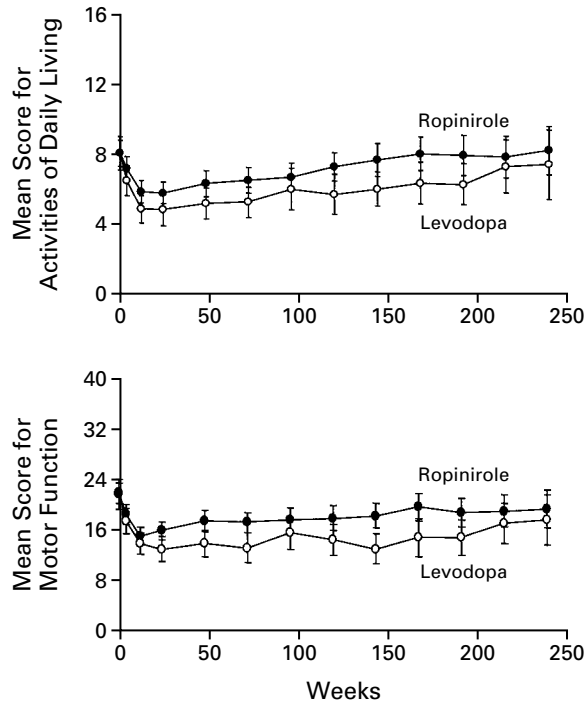 Mean Score for
Activities of Daily Living
16
12
8
4
0
Ropinirole
Levodopa
0 50 100 150 200 250
Mean Score for
Motor Function
40
32
24
16
8
0
Ropinirole
Levodopa
0 50 100 150 200 250
Weeks